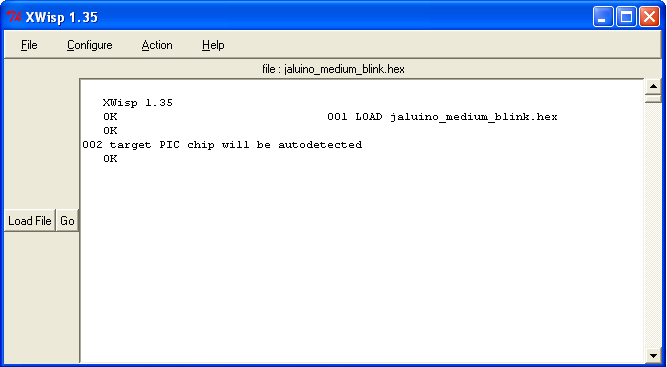 XWisp 1.35
File Configure Action Help
file : jaluino_medium_blink.hex
XWisp 1.35
OK 001 LOAD jaluino_medium_blink.hex
OK
002 target PIC chip will be autodetected
OK
Load File Go